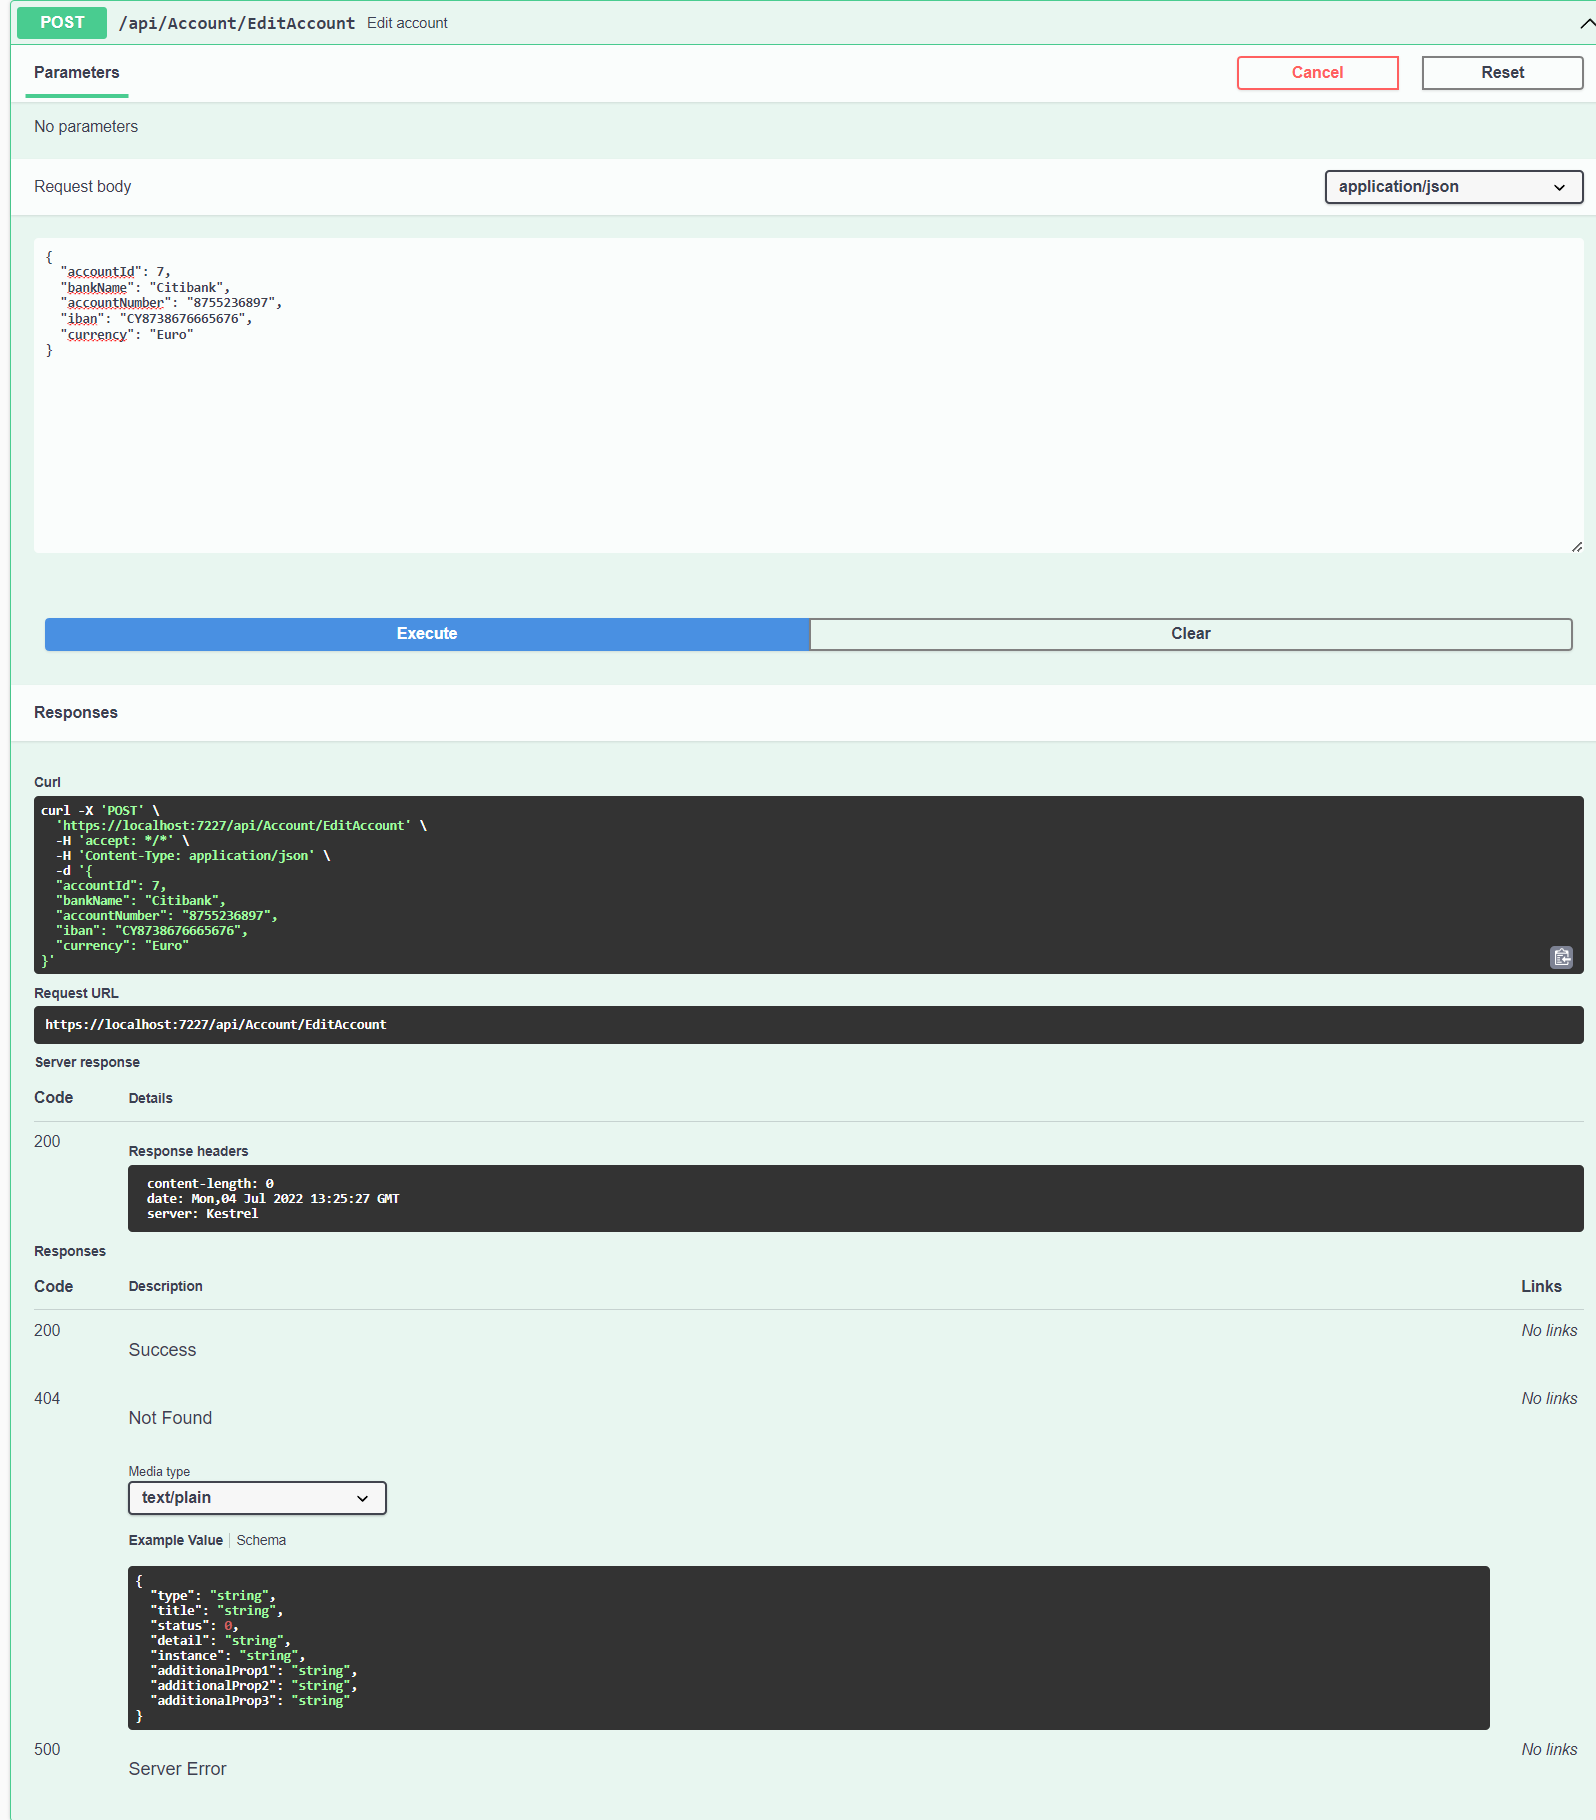 POST /api/Account/EditAccount Edit account
Parameters
Cancel
Reset
No parameters
Request body
application/json
{
  "accountId": 7,
  "bankName": "Citibank",
  "accountNumber": "8755236897",
  "iban": "CY8738676665676",
  "currency": "Euro"
}
Execute
Clear
Responses
Curl
curl -X 'POST' \
  'https://localhost:7227/api/Account/EditAccount' \
  -H 'accept: */*' \
  -H 'Content-Type: application/json' \
  -d '{
  "accountId": 7,
  "bankName": "Citibank",
  "accountNumber": "8755236897",
  "iban": "CY8738676665676",
  "currency": "Euro"
}'
Request URL
https://localhost:7227/api/Account/EditAccount
Server response
Code Details
200
Response headers
content-length: 0
date: Mon,04 Jul 2022 13:25:27 GMT
server: Kestrel
Responses
Code Description Links
200 No links
Success
404 No links
Not Found
Media type
text/plain
Example Value Schema
{
  "type": "string",
  "title": "string",
  "status": 0,
  "detail": "string",
  "instance": "string",
  "additionalProp1": "string",
  "additionalProp2": "string",
  "additionalProp3": "string"
}
500 No links
Server Error